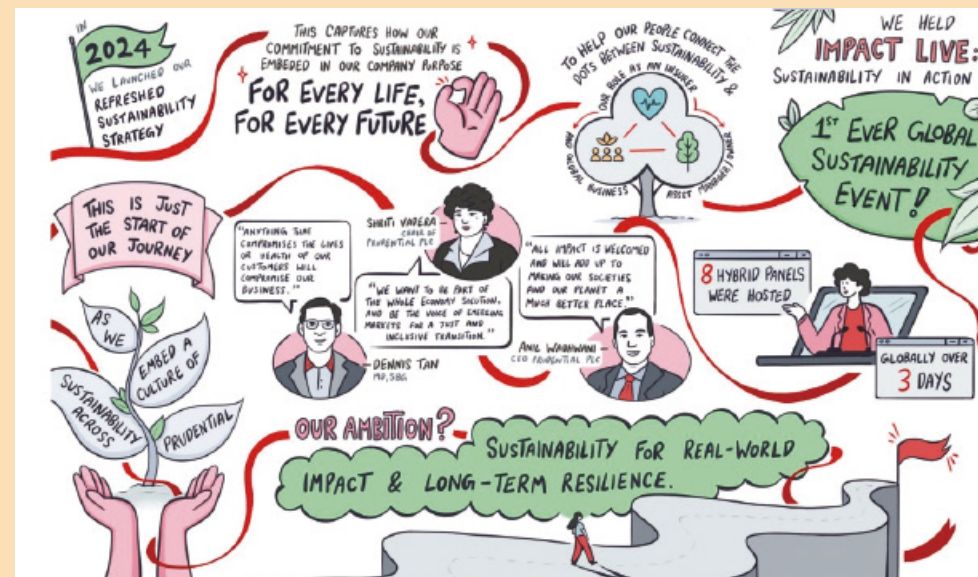 IN
2024
WE LAUNCHED OUR
REFRESHED
SUSTAINABILITY
STRATEGY
THIS CAPTURES HOW OUR
COMMITMENT TO SUSTAINABILITY IS
EMBEDED IN OUR COMPANY PURPOSE
FOR EVERY LIFE,
FOR EVERY FUTURE
TO HELP OUR PEOPLE CONNECT THE
DOTS BETWEEN SUSTAINABILITY &
OUR ROLE AS AN INSURER
AND GLOBAL BUSINESS
ASSET MANAGER/OWNER
WE HELD
IMPACT LIVE:
SUSTAINABILITY IN ACTION
1ST EVER GLOBAL
SUSTAINABILITY
EVENT!
THIS IS JUST
THE START OF
OUR JOURNEY
"ANYTHING THAT
COMPROMISES THE LIVES
OR HEALTH OF OUR
CUSTOMERS WILL
COMPROMISE OUR
BUSINESS."
DENNIS TAN
MD, SBG
SHRITI VADERA
CHAIR OF
PRUDENTIAL PLC
"WE WANT TO BE PART OF
THE WHOLE ECONOMY SOLUTION,
AND BE THE VOICE OF EMERGING
MARKETS FOR A JUST AND
INCLUSIVE TRANSITION."
"ALL IMPACT IS WELCOMED
AND WILL ADD UP TO
MAKING OUR SOCIETIES
AND OUR PLANET A
MUCH BETTER PLACE."
ANIL WADHWANI
CEO PRUDENTIAL PLC
8 HYBRID PANELS
WERE HOSTED
GLOBALLY OVER
3 DAYS
AS
WE
EMBED A
CULTURE OF
SUSTAINABILITY
ACROSS
PRUDENTIAL
OUR AMBITION?
SUSTAINABILITY FOR REAL-WORLD
IMPACT & LONG-TERM RESILIENCE.